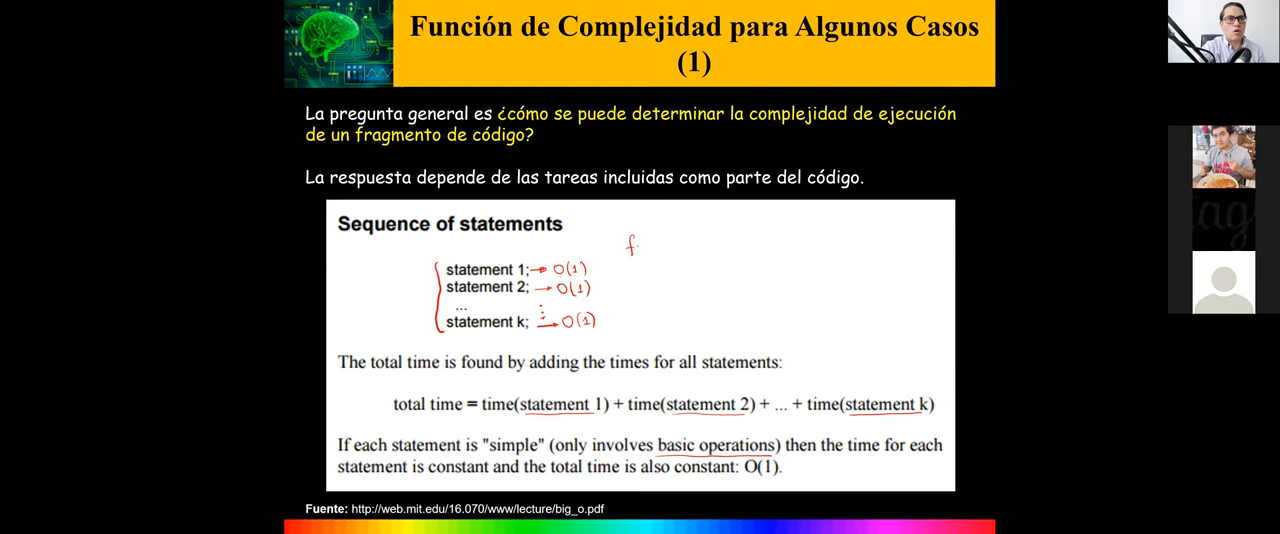 Función de Complejidad para Algunos Casos
(1)
La pregunta general es ¿cómo se puede determinar la complejidad de ejecución
de un fragmento de código?
La respuesta depende de las tareas incluidas como parte del código.
Sequence of statements
f
statement 1; → O(1)
statement 2; → O(1)
...
statement k; → O(1)
The total time is found by adding the times for all statements:
total time = time(statement 1) + time(statement 2) + ... + time(statement k)
If each statement is "simple" (only involves basic operations) then the time for each
statement is constant and the total time is also constant: O(1).
Fuente: http://web.mit.edu/16.070/www/lecture/big_o.pdf